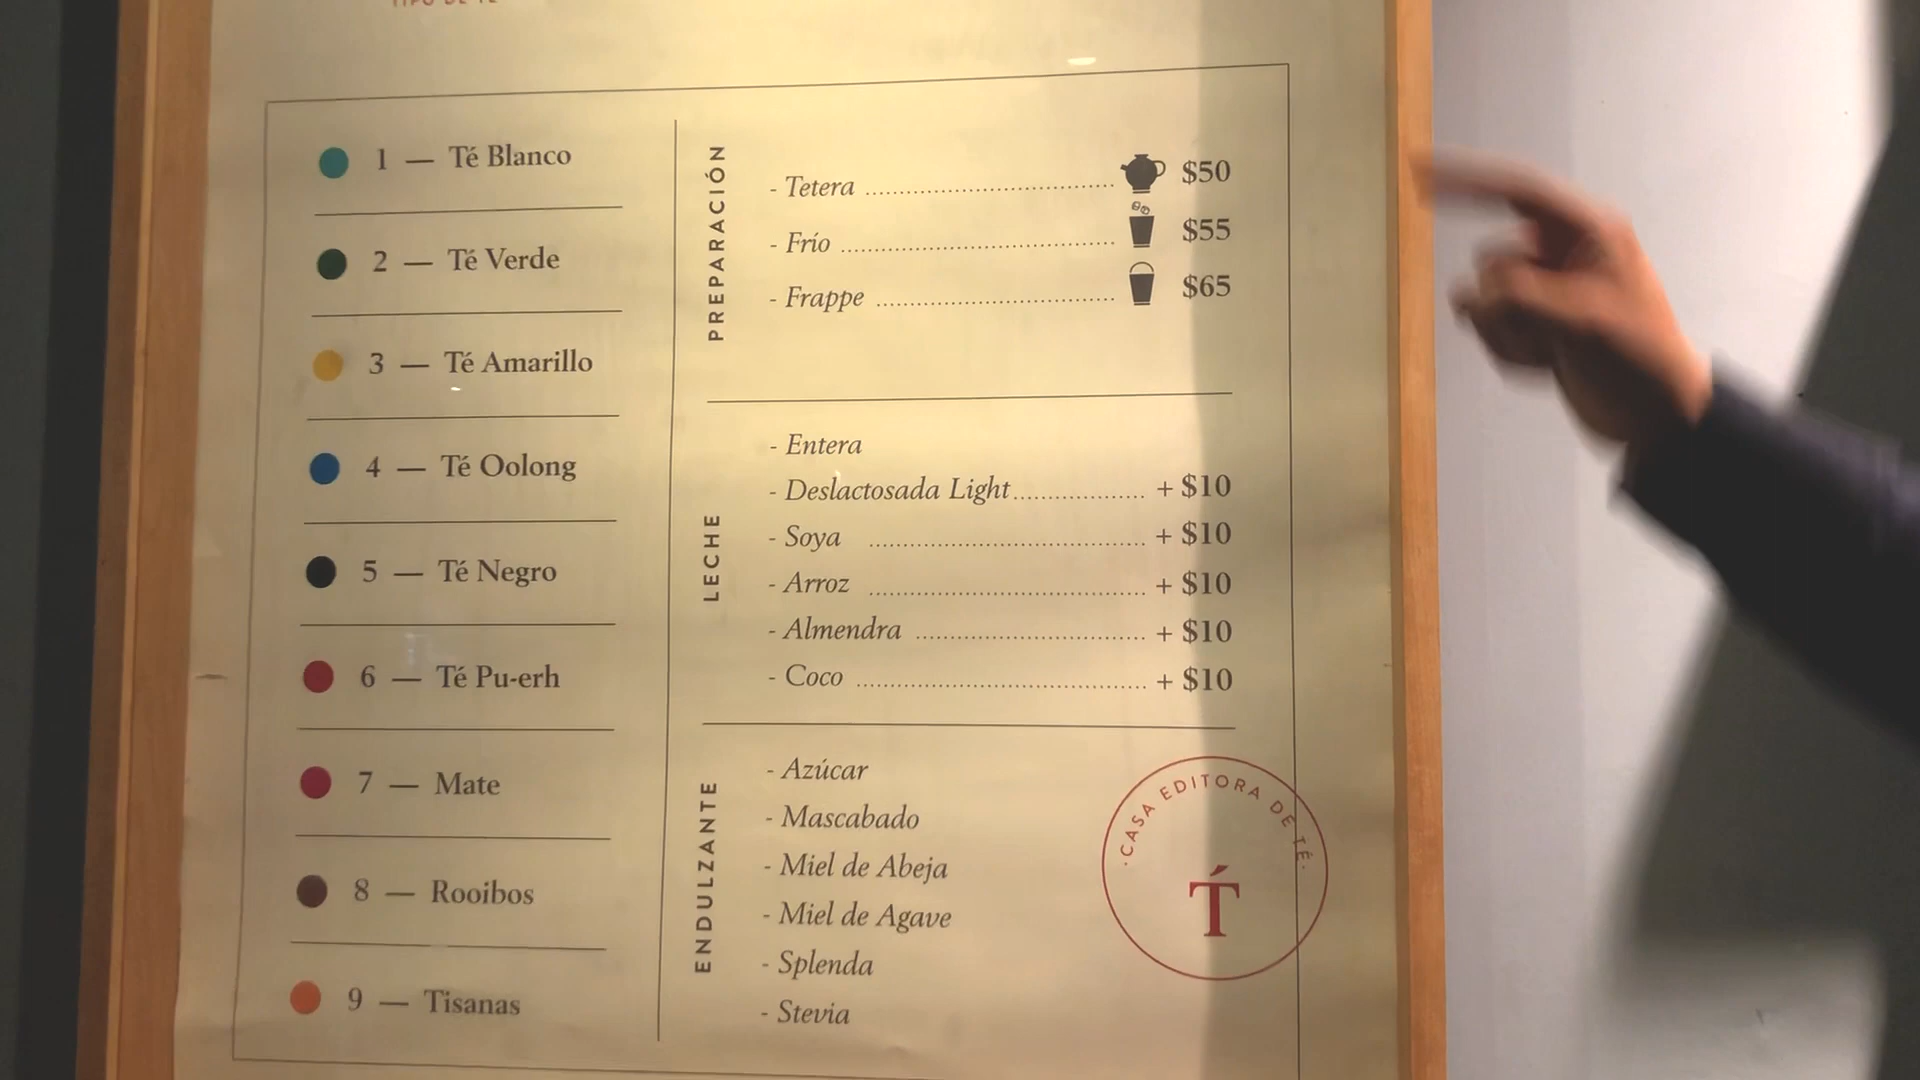 TIPO DE TÉ
1 — Té Blanco
2 — Té Verde
3 — Té Amarillo
4 — Té Oolong
5 — Té Negro
6 — Té Pu-erh
7 — Mate
8 — Rooibos
9 — Tisanas
PREPARACIÓN
- Tetera ........ $50
- Frío ........ $55
- Frappe ........ $65
LECHE
- Entera
- Deslactosada Light ........ + $10
- Soya ........ + $10
- Arroz ........ + $10
- Almendra ........ + $10
- Coco ........ + $10
ENDULZANTE
- Azúcar
- Mascabado
- Miel de Abeja
- Miel de Agave
- Splenda
- Stevia
· CASA EDITORA DE TÉ ·
T́